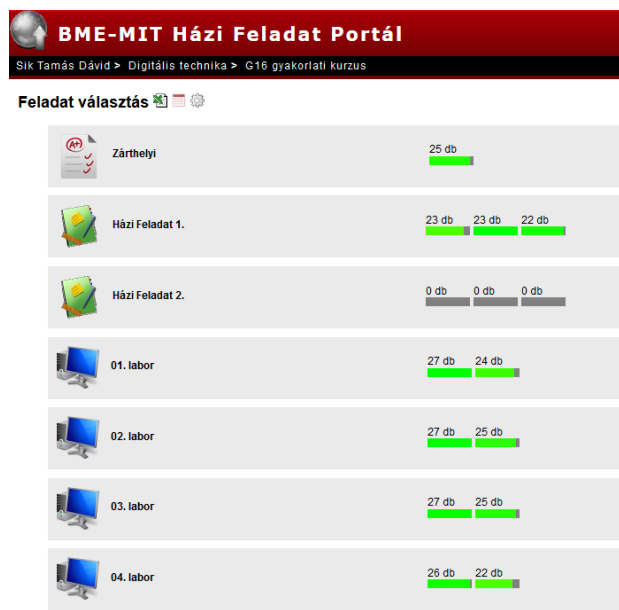 BME-MIT Házi Feladat Portál
Sik Tamás Dávid > Digitális technika > G16 gyakorlati kurzus
Feladat választás
A+
Zárthelyi 25 db
Házi Feladat 1. 23 db 23 db 22 db
Házi Feladat 2. 0 db 0 db 0 db
01. labor 27 db 24 db
02. labor 27 db 25 db
03. labor 27 db 25 db
04. labor 26 db 22 db